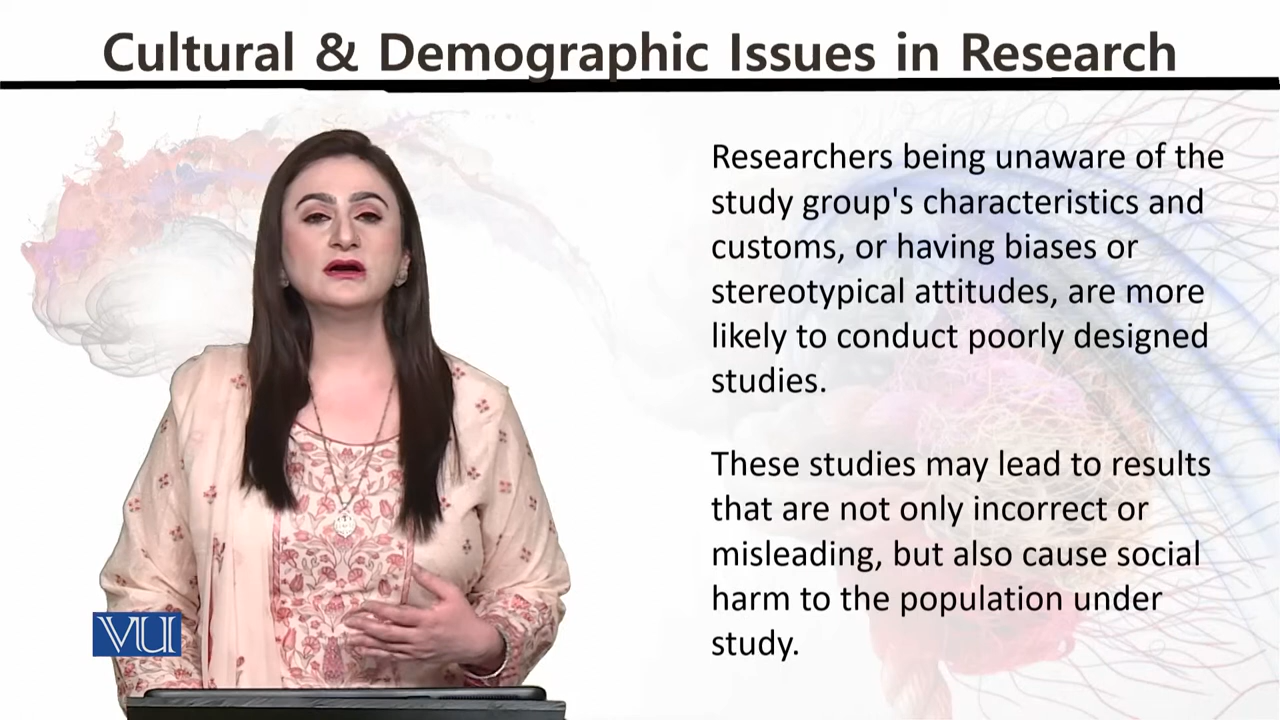 Cultural & Demographic Issues in Research
Researchers being unaware of the
study group's characteristics and
customs, or having biases or
stereotypical attitudes, are more
likely to conduct poorly designed
studies.
These studies may lead to results
that are not only incorrect or
misleading, but also cause social
harm to the population under
study.
VU